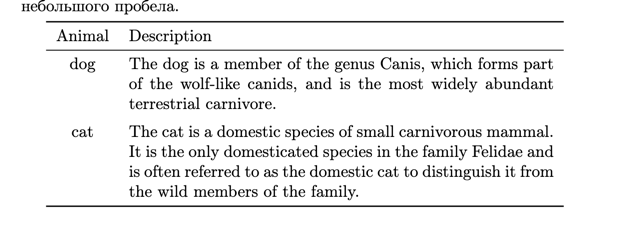 небольшого пробела.
Animal Description
dog The dog is a member of the genus Canis, which forms part
of the wolf-like canids, and is the most widely abundant
terrestrial carnivore.
cat The cat is a domestic species of small carnivorous mammal.
It is the only domesticated species in the family Felidae and
is often referred to as the domestic cat to distinguish it from
the wild members of the family.